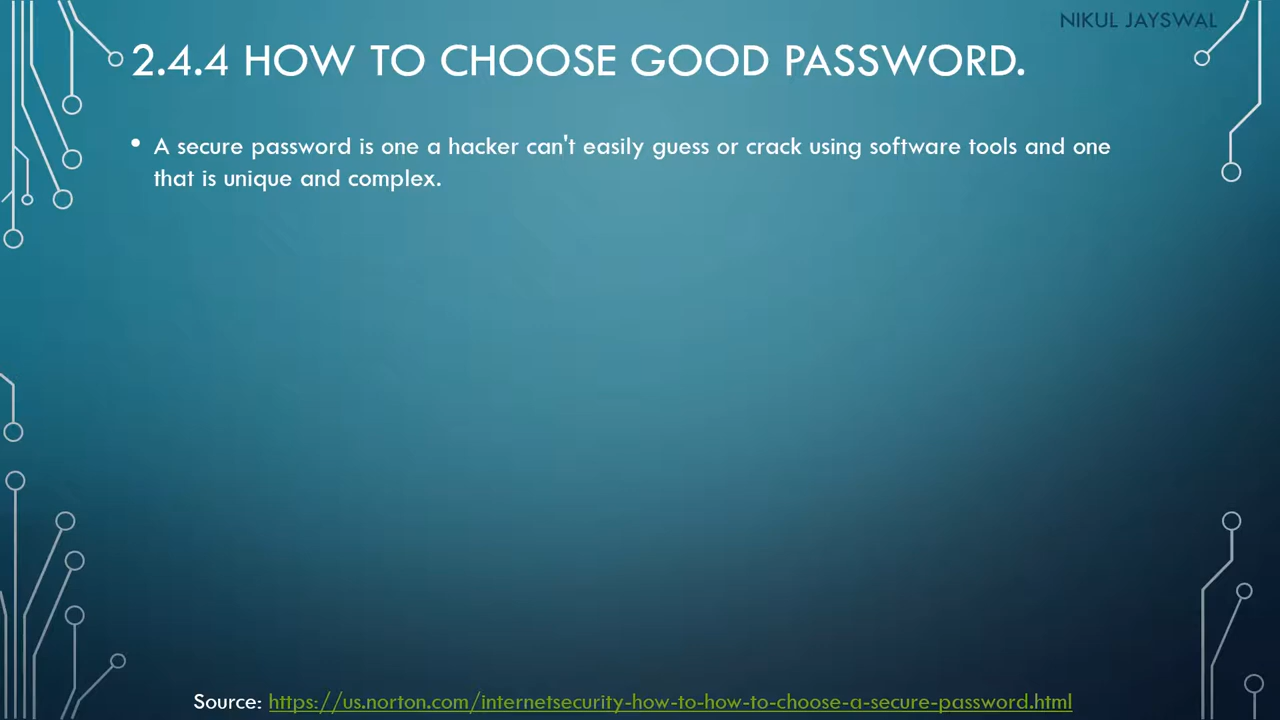 NIKUL JAYSWAL
2.4.4 HOW TO CHOOSE GOOD PASSWORD.
• A secure password is one a hacker can't easily guess or crack using software tools and one
that is unique and complex.
Source: https://us.norton.com/internetsecurity-how-to-how-to-choose-a-secure-password.html